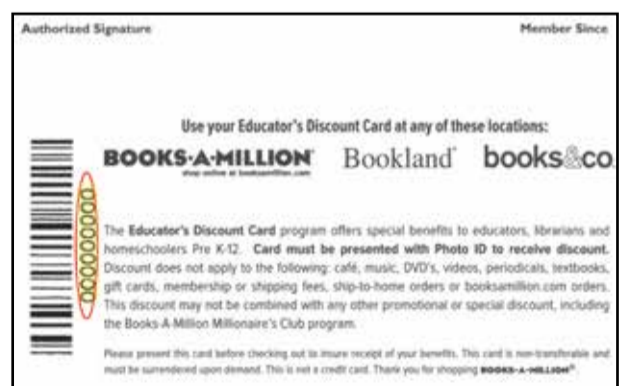 Authorized Signature Member Since
Use your Educator's Discount Card at any of these locations:
BOOKS-A-MILLION® Bookland® books&co.
shop online at booksamillion.com
The Educator's Discount Card program offers special benefits to educators, librarians and
homeschoolers Pre K-12. Card must be presented with Photo ID to receive discount.
Discount does not apply to the following: café, music, DVD's, videos, periodicals, textbooks,
gift cards, membership or shipping fees, ship-to-home orders or booksamillion.com orders.
This discount may not be combined with any other promotional or special discount, including
the Books-A-Million Millionaire's Club program.
Please present this card before checking out to insure receipt of your benefits. This card is non-transferable and
must be surrendered upon demand. This is not a credit card. Thank you for shopping BOOKS-A-MILLION®.